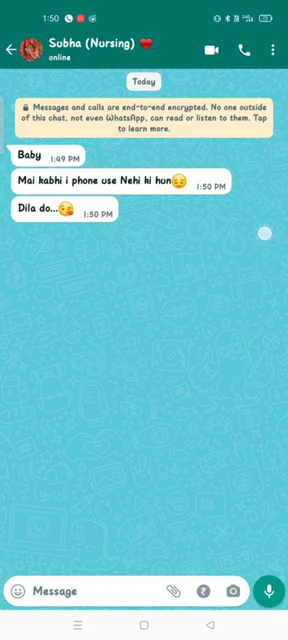 1:50
Subha (Nursing) ❤️
online
Today
🔒 Messages and calls are end-to-end encrypted. No one outside
of this chat, not even WhatsApp, can read or listen to them. Tap
to learn more.
Baby 1:49 PM
Mai kabhi i phone use Nehi ki hun😔 1:50 PM
Dila do...😘 1:50 PM
Message